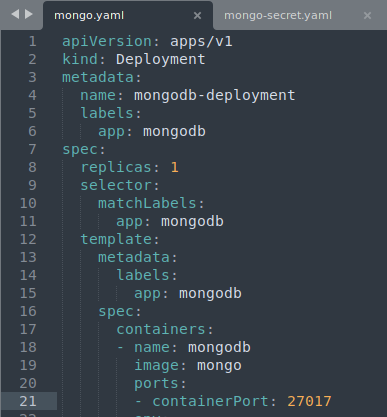 mongo.yaml × mongo-secret.yaml ×
1 apiVersion: apps/v1
2 kind: Deployment
3 metadata:
4   name: mongodb-deployment
5   labels:
6     app: mongodb
7 spec:
8   replicas: 1
9   selector:
10     matchLabels:
11       app: mongodb
12   template:
13     metadata:
14       labels:
15         app: mongodb
16     spec:
17       containers:
18       - name: mongodb
19         image: mongo
20         ports:
21         - containerPort: 27017